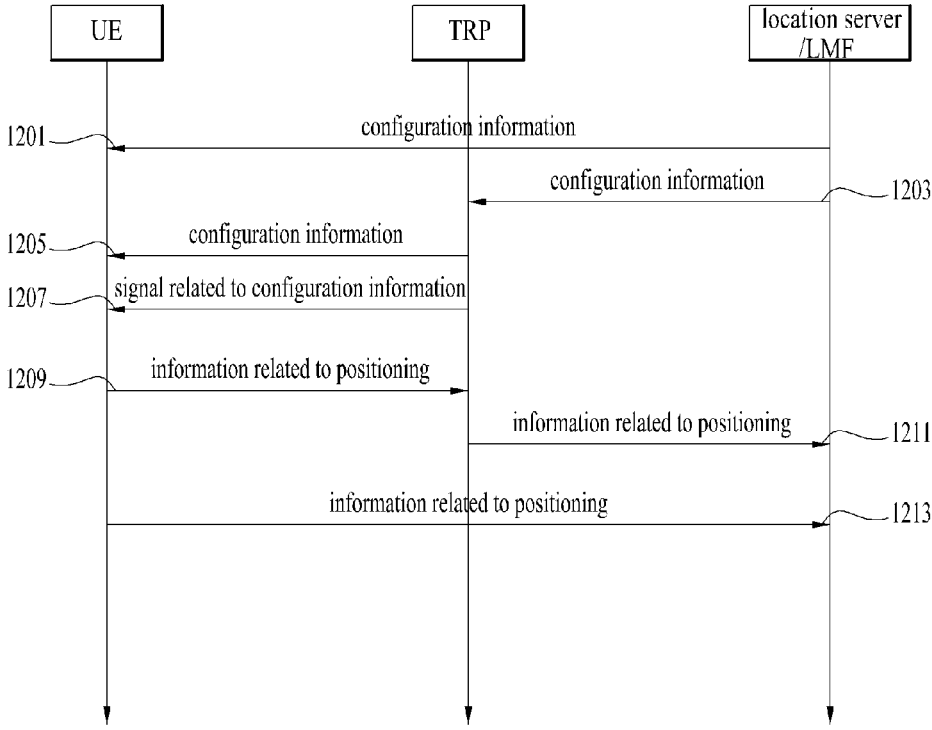 UE
TRP
location server
/LMF
1201
configuration information
configuration information
1203
1205
configuration information
1207
signal related to configuration information
1209
information related to positioning
information related to positioning
1211
information related to positioning
1213